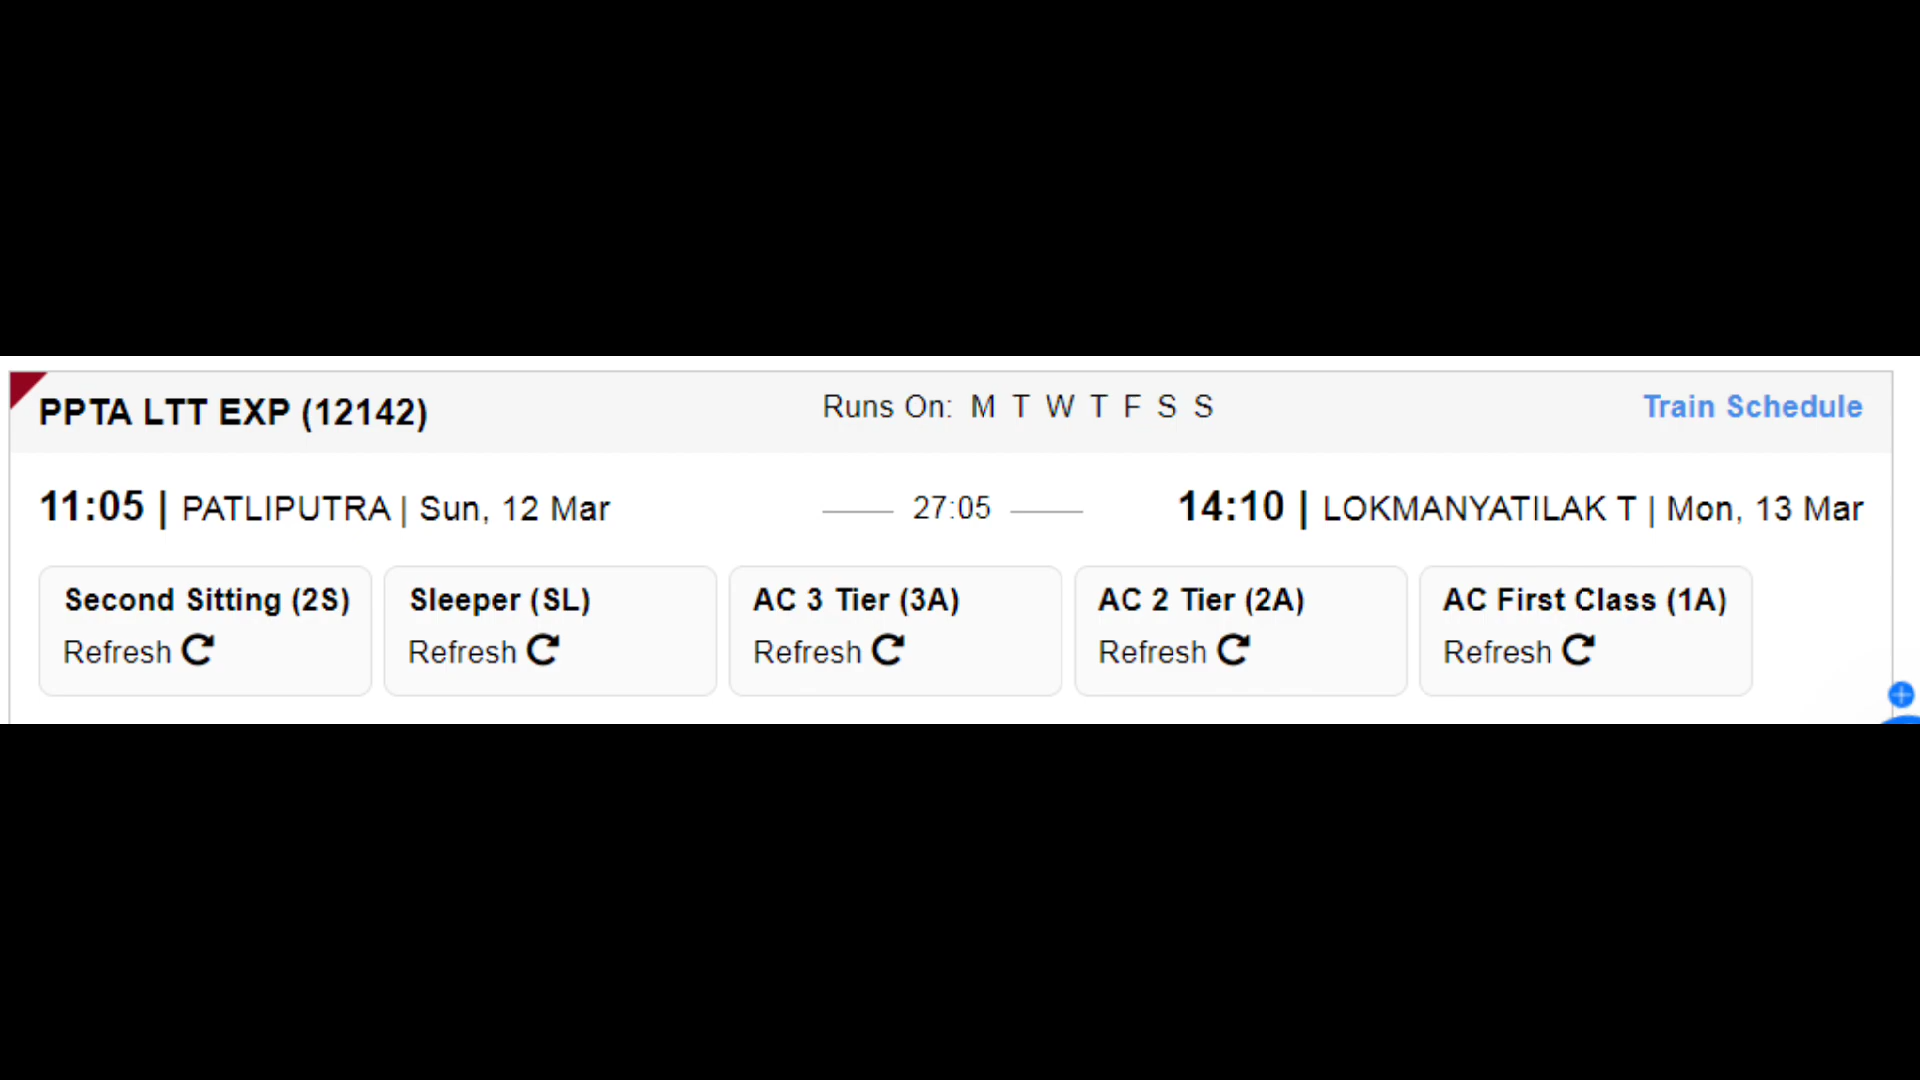 PPTA LTT EXP (12142) Runs On: M T W T F S S Train Schedule
11:05 | PATLIPUTRA | Sun, 12 Mar 27:05 14:10 | LOKMANYATILAK T | Mon, 13 Mar
Second Sitting (2S) Sleeper (SL) AC 3 Tier (3A) AC 2 Tier (2A) AC First Class (1A)
Refresh Refresh Refresh Refresh Refresh